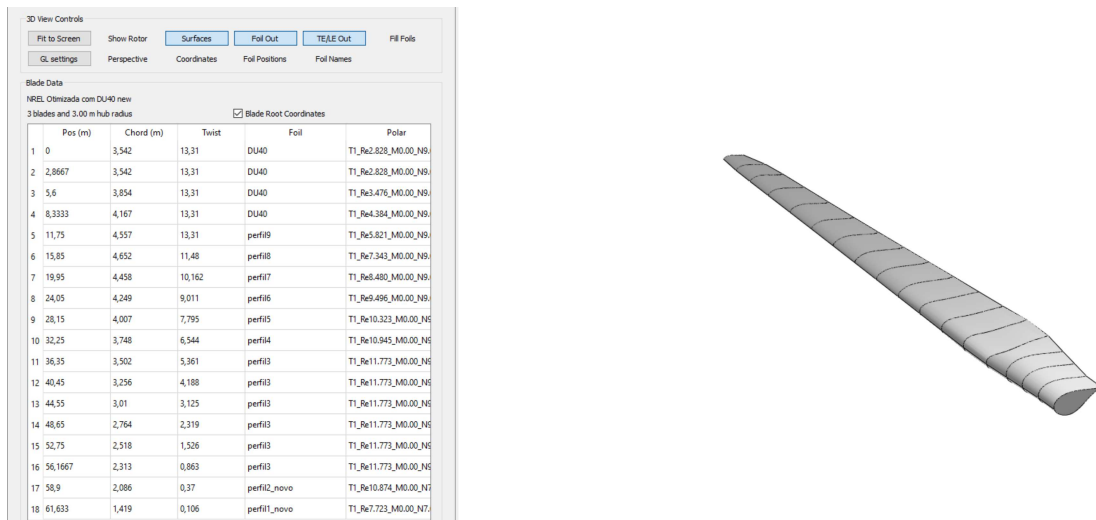 3D View Controls
Fit to Screen Show Rotor Surfaces Foil Out TE/LE Out Fill Foils
GL settings Perspective Coordinates Foil Positions Foil Names
Blade Data
NREL Otimizada com DU40 new
3 blades and 3.00 m hub radius Blade Root Coordinates
Pos (m) Chord (m) Twist Foil Polar
1 0 3,542 13,31 DU40 T1_Re2.828_M0.00_N9.
2 2,8667 3,542 13,31 DU40 T1_Re2.828_M0.00_N9.
3 5,6 3,854 13,31 DU40 T1_Re3.476_M0.00_N9.
4 8,3333 4,167 13,31 DU40 T1_Re4.384_M0.00_N9.
5 11,75 4,557 13,31 perfil9 T1_Re5.821_M0.00_N9.
6 15,85 4,652 11,48 perfil8 T1_Re7.343_M0.00_N9.
7 19,95 4,458 10,162 perfil7 T1_Re8.480_M0.00_N9.
8 24,05 4,249 9,011 perfil6 T1_Re9.496_M0.00_N9.
9 28,15 4,007 7,795 perfil5 T1_Re10.323_M0.00_N9
10 32,25 3,748 6,544 perfil4 T1_Re10.945_M0.00_N9
11 36,35 3,502 5,361 perfil3 T1_Re11.773_M0.00_N9
12 40,45 3,256 4,188 perfil3 T1_Re11.773_M0.00_N9
13 44,55 3,01 3,125 perfil3 T1_Re11.773_M0.00_N9
14 48,65 2,764 2,319 perfil3 T1_Re11.773_M0.00_N9
15 52,75 2,518 1,526 perfil3 T1_Re11.773_M0.00_N9
16 56,1667 2,313 0,863 perfil3 T1_Re11.773_M0.00_N9
17 58,9 2,086 0,37 perfil2_novo T1_Re10.874_M0.00_N7
18 61,633 1,419 0,106 perfil1_novo T1_Re7.723_M0.00_N7.